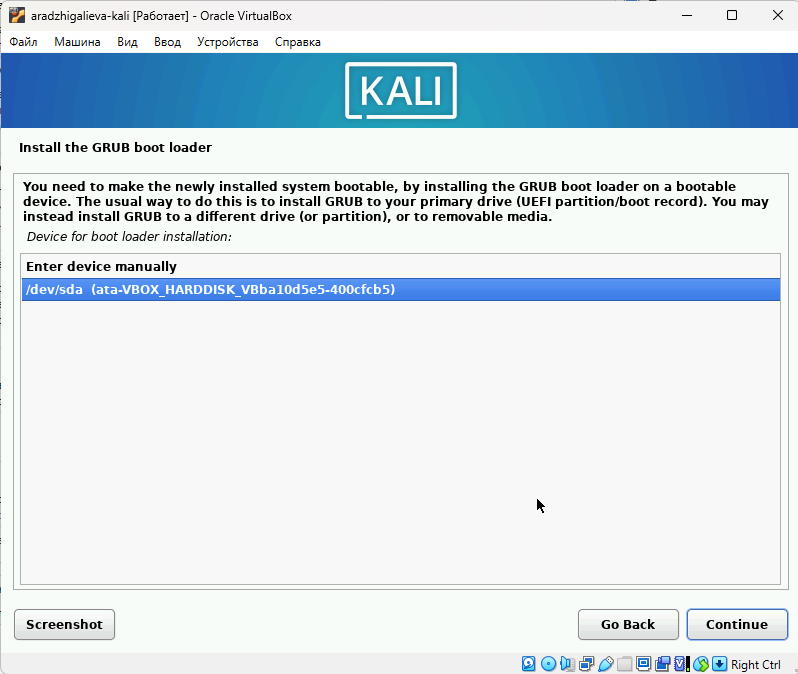 aradzhigalieva-kali [Работает] - Oracle VirtualBox
Файл Машина Вид Ввод Устройства Справка
KALI
Install the GRUB boot loader
You need to make the newly installed system bootable, by installing the GRUB boot loader on a bootable
device. The usual way to do this is to install GRUB to your primary drive (UEFI partition/boot record). You may
instead install GRUB to a different drive (or partition), or to removable media.
Device for boot loader installation:
Enter device manually
/dev/sda (ata-VBOX_HARDDISK_VBba10d5e5-400cfcb5)
Screenshot Go Back Continue
Right Ctrl